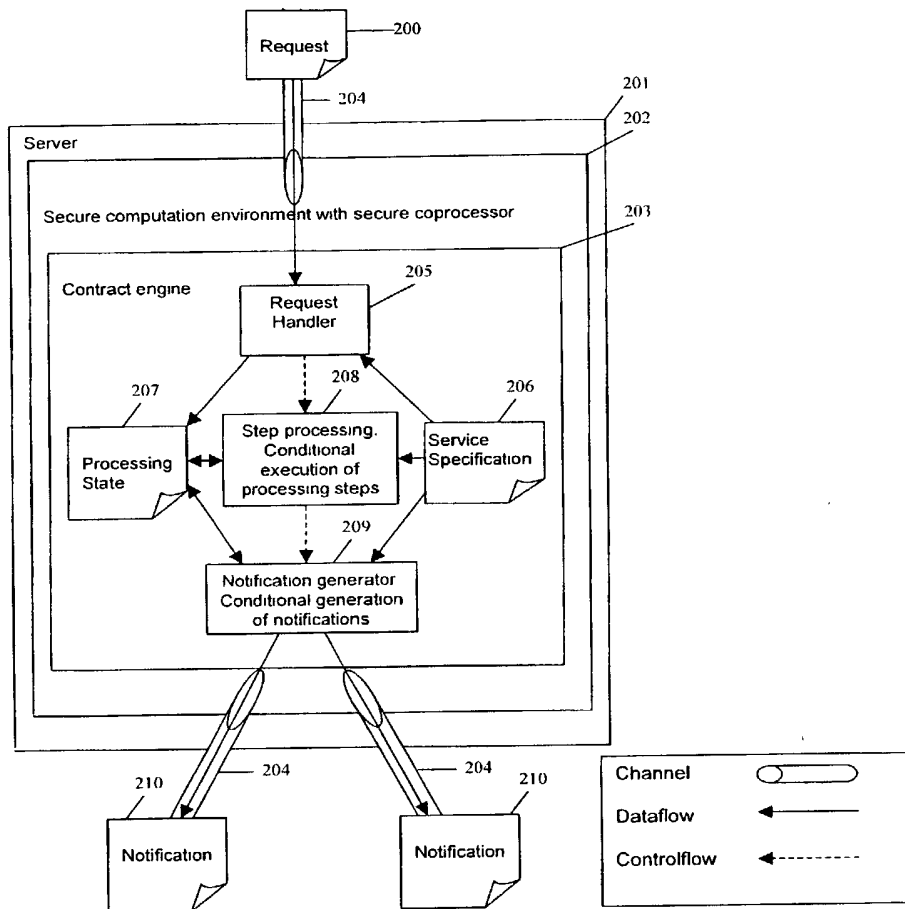 200
Request
204
201
202
Server
Secure computation environment with secure coprocessor
203
Contract engine
205
Request
Handler
207
208
206
Processing
State
Step processing.
Conditional
execution of
processing steps
Service
Specification
209
Notification generator
Conditional generation
of notifications
204
204
210
210
Notification
Notification
Channel
Dataflow
Controlflow